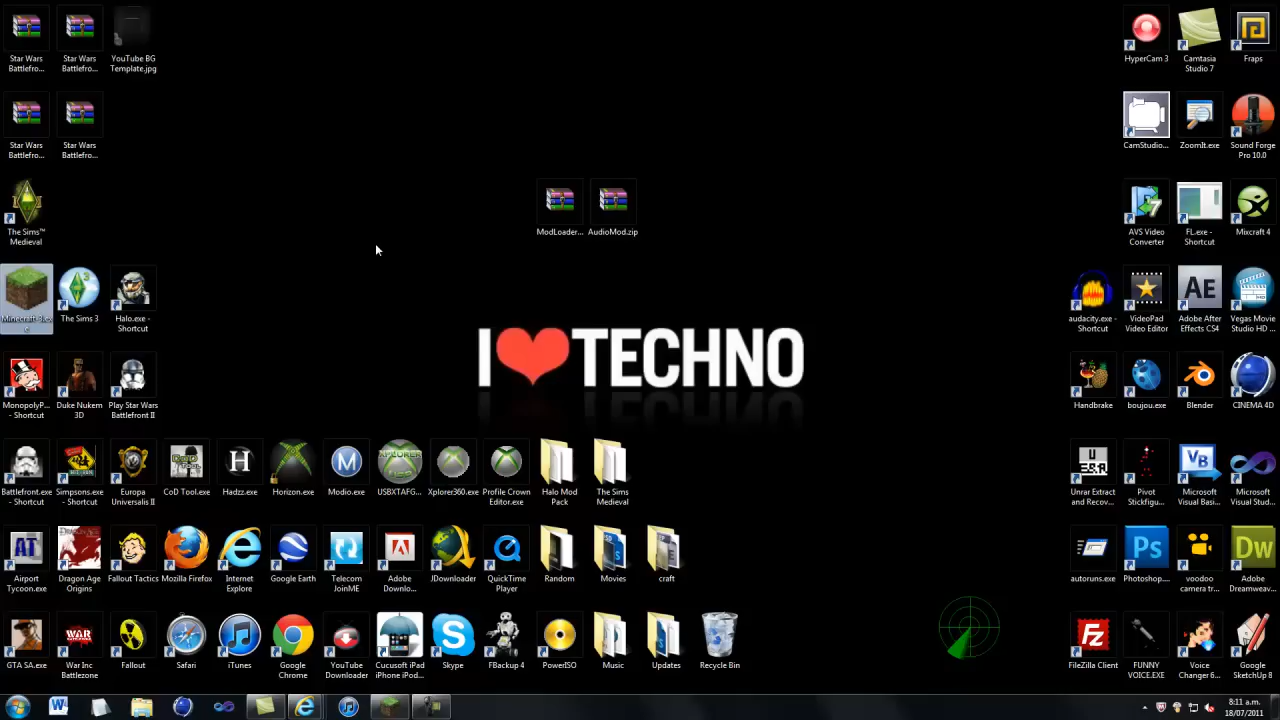 Star Wars Battlefro...
Star Wars Battlefro...
YouTube BG Template.jpg
HyperCam 3
Camtasia Studio 7
Fraps
Star Wars Battlefro...
Star Wars Battlefro...
CamStudio...
ZoomIt.exe
Sound Forge Pro 10.0
The Sims™ Medieval
ModLoader...
AudioMod.zip
AVS Video Converter
FL.exe - Shortcut
Mixcraft 4
Minecraft-3.exe
The Sims 3
Halo.exe - Shortcut
audacity.exe - Shortcut
VideoPad Video Editor
AE
Adobe After Effects CS4
Vegas Movie Studio HD ...
I ❤ TECHNO
MonopolyP... - Shortcut
Duke Nukem 3D
Play Star Wars Battlefront II
Handbrake
boujou.exe
Blender
CINEMA 4D
Battlefront.exe - Shortcut
Simpsons.exe - Shortcut
Europa Universalis II
CoD Tool.exe
H
Hadzz.exe
Horizon.exe
M
Modio.exe
USBXTAFG...
Xplorer360.exe
Profile Crown Editor.exe
Halo Mod Pack
The Sims Medieval
Unrar Extract and Recov...
Pivot Stickfigu...
VB
Microsoft Visual Basi...
Microsoft Visual Stud...
AT
Airport Tycoon.exe
Dragon Age Origins
Fallout Tactics
Mozilla Firefox
Internet Explore
Google Earth
Telecom JoinME
Adobe Downlo...
JDownloader
QuickTime Player
Random
Movies
craft
autoruns.exe
Ps
Photoshop....
voodoo camera tr...
Dw
Adobe Dreamweav...
GTA SA.exe
WAR
War Inc Battlezone
Fallout
Safari
iTunes
Google Chrome
YouTube Downloader
Cucusoft iPad iPhone iPod...
Skype
FBackup 4
PowerISO
Music
Updates
Recycle Bin
Fz
FileZilla Client
FUNNY VOICE.EXE
Voice Changer 6...
Google SketchUp 8
8:11 a.m.
18/07/2011